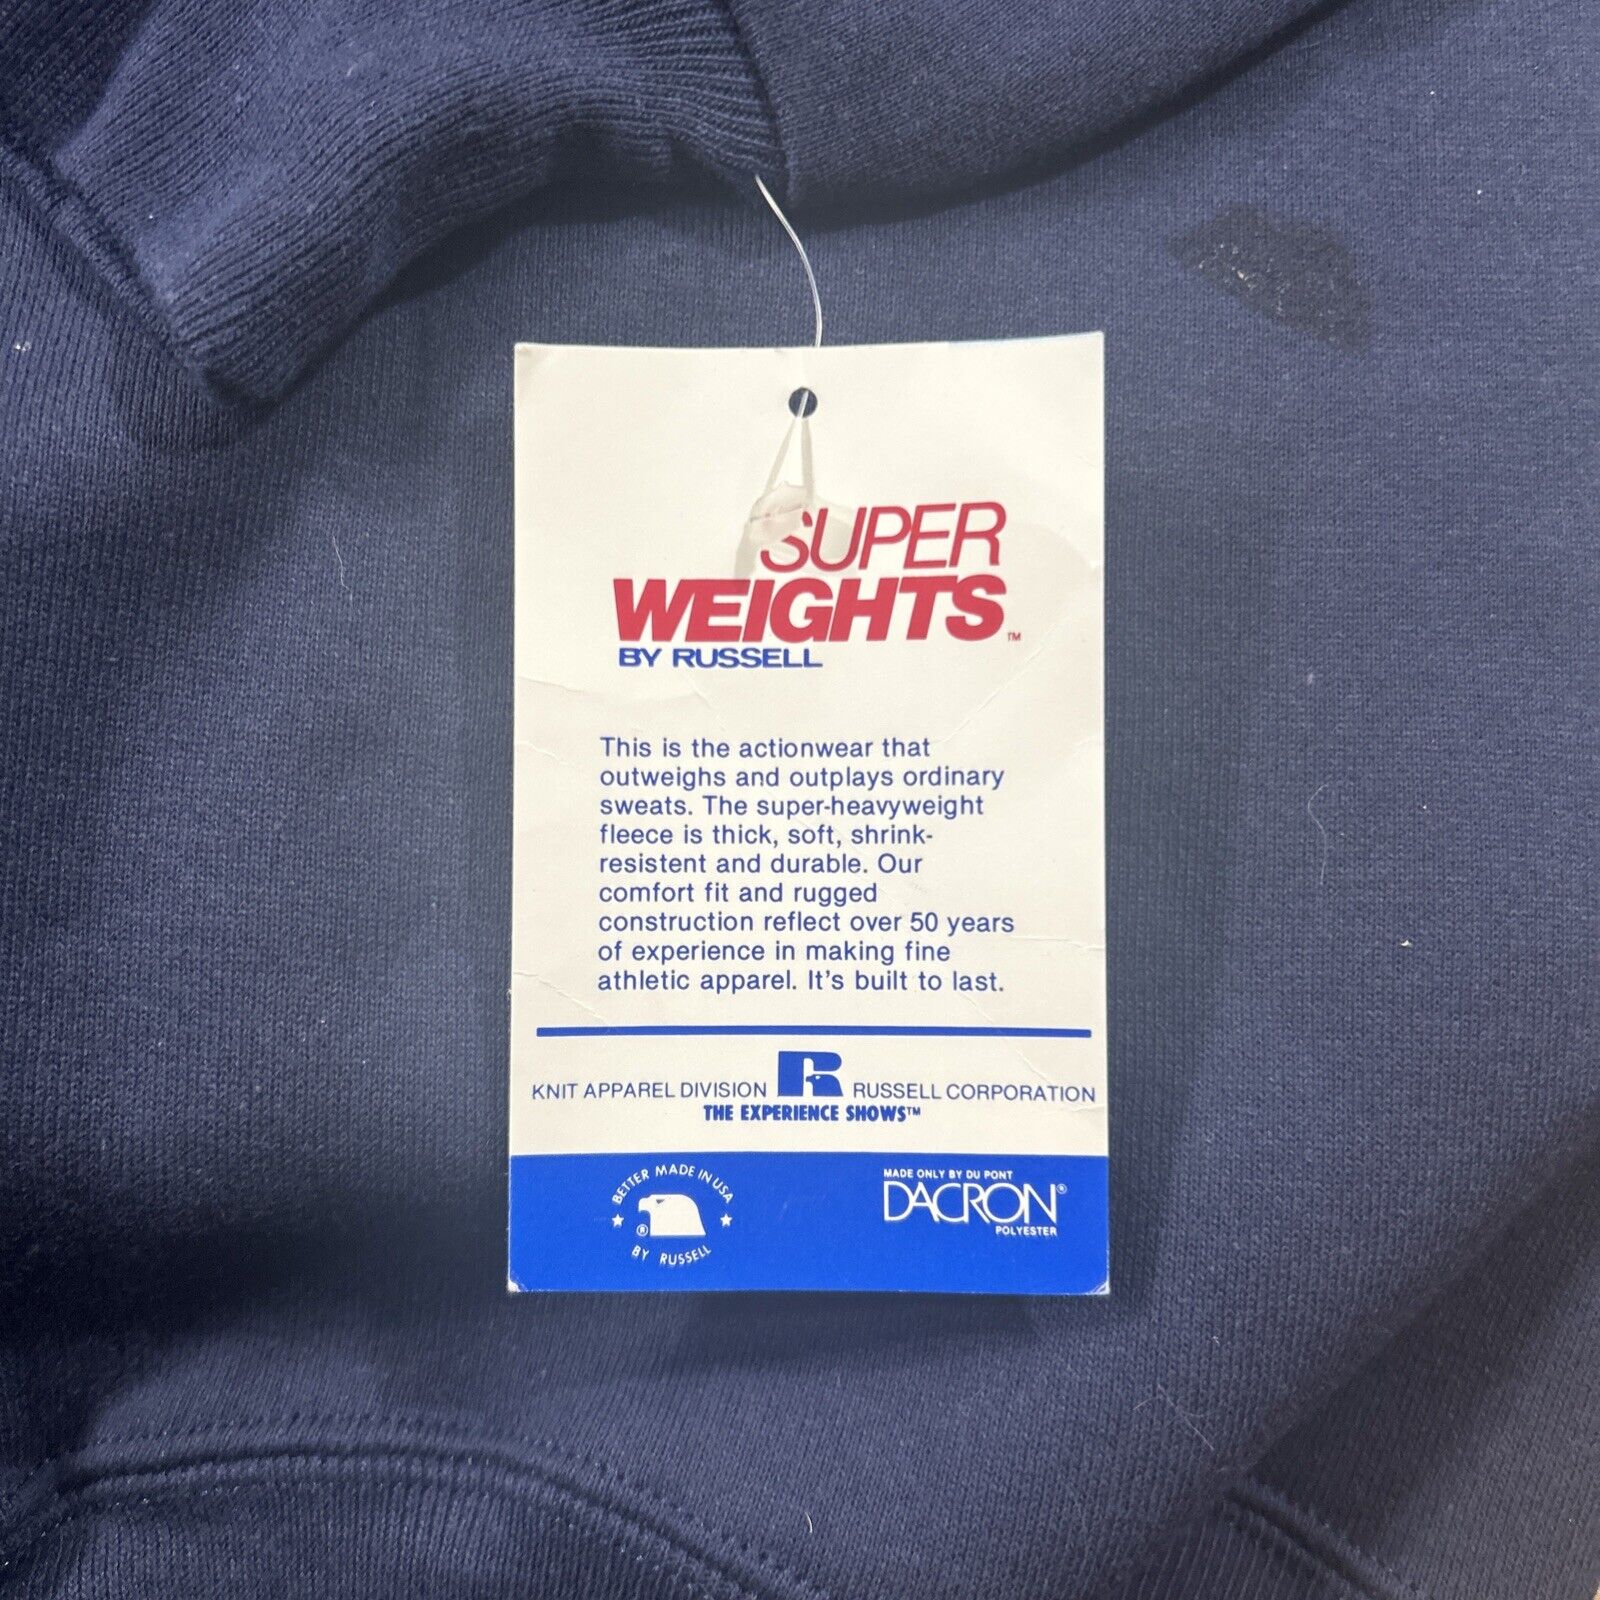 SUPER
WEIGHTS™
BY RUSSELL
This is the actionwear that
outweighs and outplays ordinary
sweats. The super-heavyweight
fleece is thick, soft, shrink-
resistent and durable. Our
comfort fit and rugged
construction reflect over 50 years
of experience in making fine
athletic apparel. It's built to last.
KNIT APPAREL DIVISION R RUSSELL CORPORATION
THE EXPERIENCE SHOWS™
BETTER MADE IN USA
®
BY RUSSELL
MADE ONLY BY DU PONT
DACRON®
POLYESTER